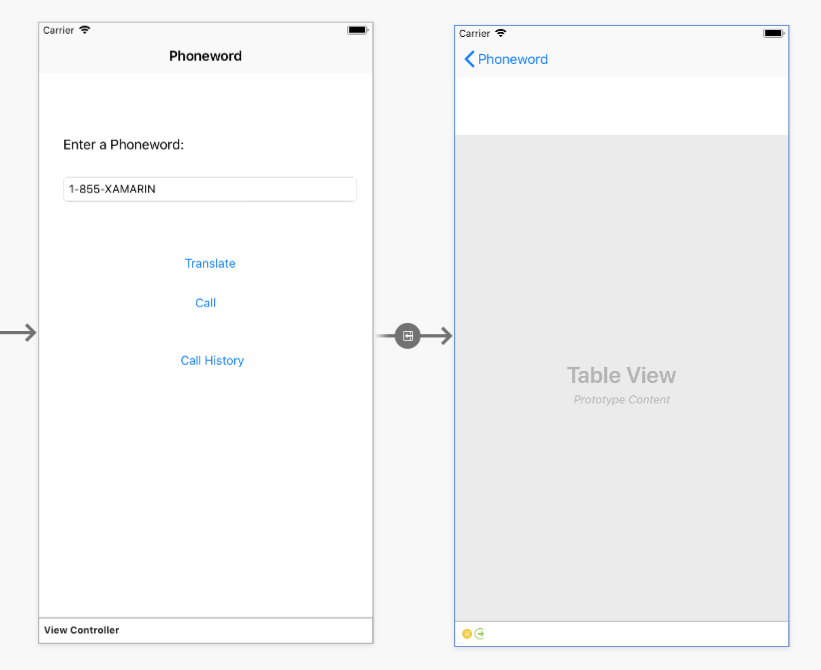 Carrier
Phoneword
Enter a Phoneword:
1-855-XAMARIN
Translate
Call
Call History
View Controller
Carrier
Phoneword
Table View
Prototype Content